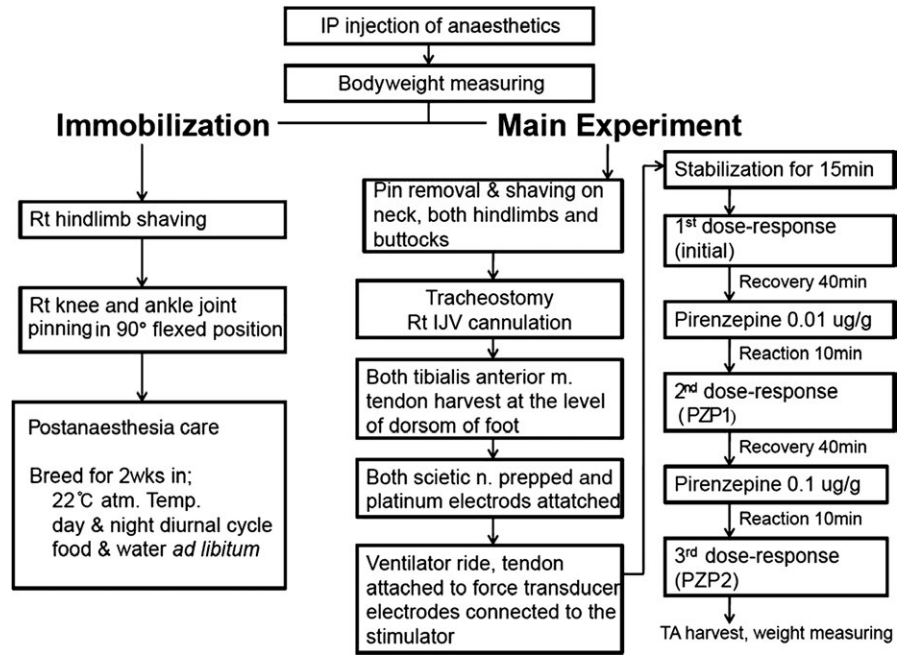 IP injection of anaesthetics
Bodyweight measuring
Immobilization
Main Experiment
Rt hindlimb shaving
Rt knee and ankle joint
pinning in 90° flexed position
Postanaesthesia care
Breed for 2wks in;
22℃ atm. Temp.
day & night diurnal cycle
food & water ad libitum
Pin removal & shaving on
neck, both hindlimbs and
buttocks
Tracheostomy
Rt IJV cannulation
Both tibialis anterior m.
tendon harvest at the level
of dorsom of foot
Both scietic n. prepped and
platinum electrods attatched
Ventilator ride, tendon
attached to force transducer
electrodes connected to the
stimulator
Stabilization for 15min
1st dose-response
(initial)
Recovery 40min
Pirenzepine 0.01 ug/g
Reaction 10min
2nd dose-response
(PZP1)
Recovery 40min
Pirenzepine 0.1 ug/g
Reaction 10min
3rd dose-response
(PZP2)
TA harvest, weight measuring